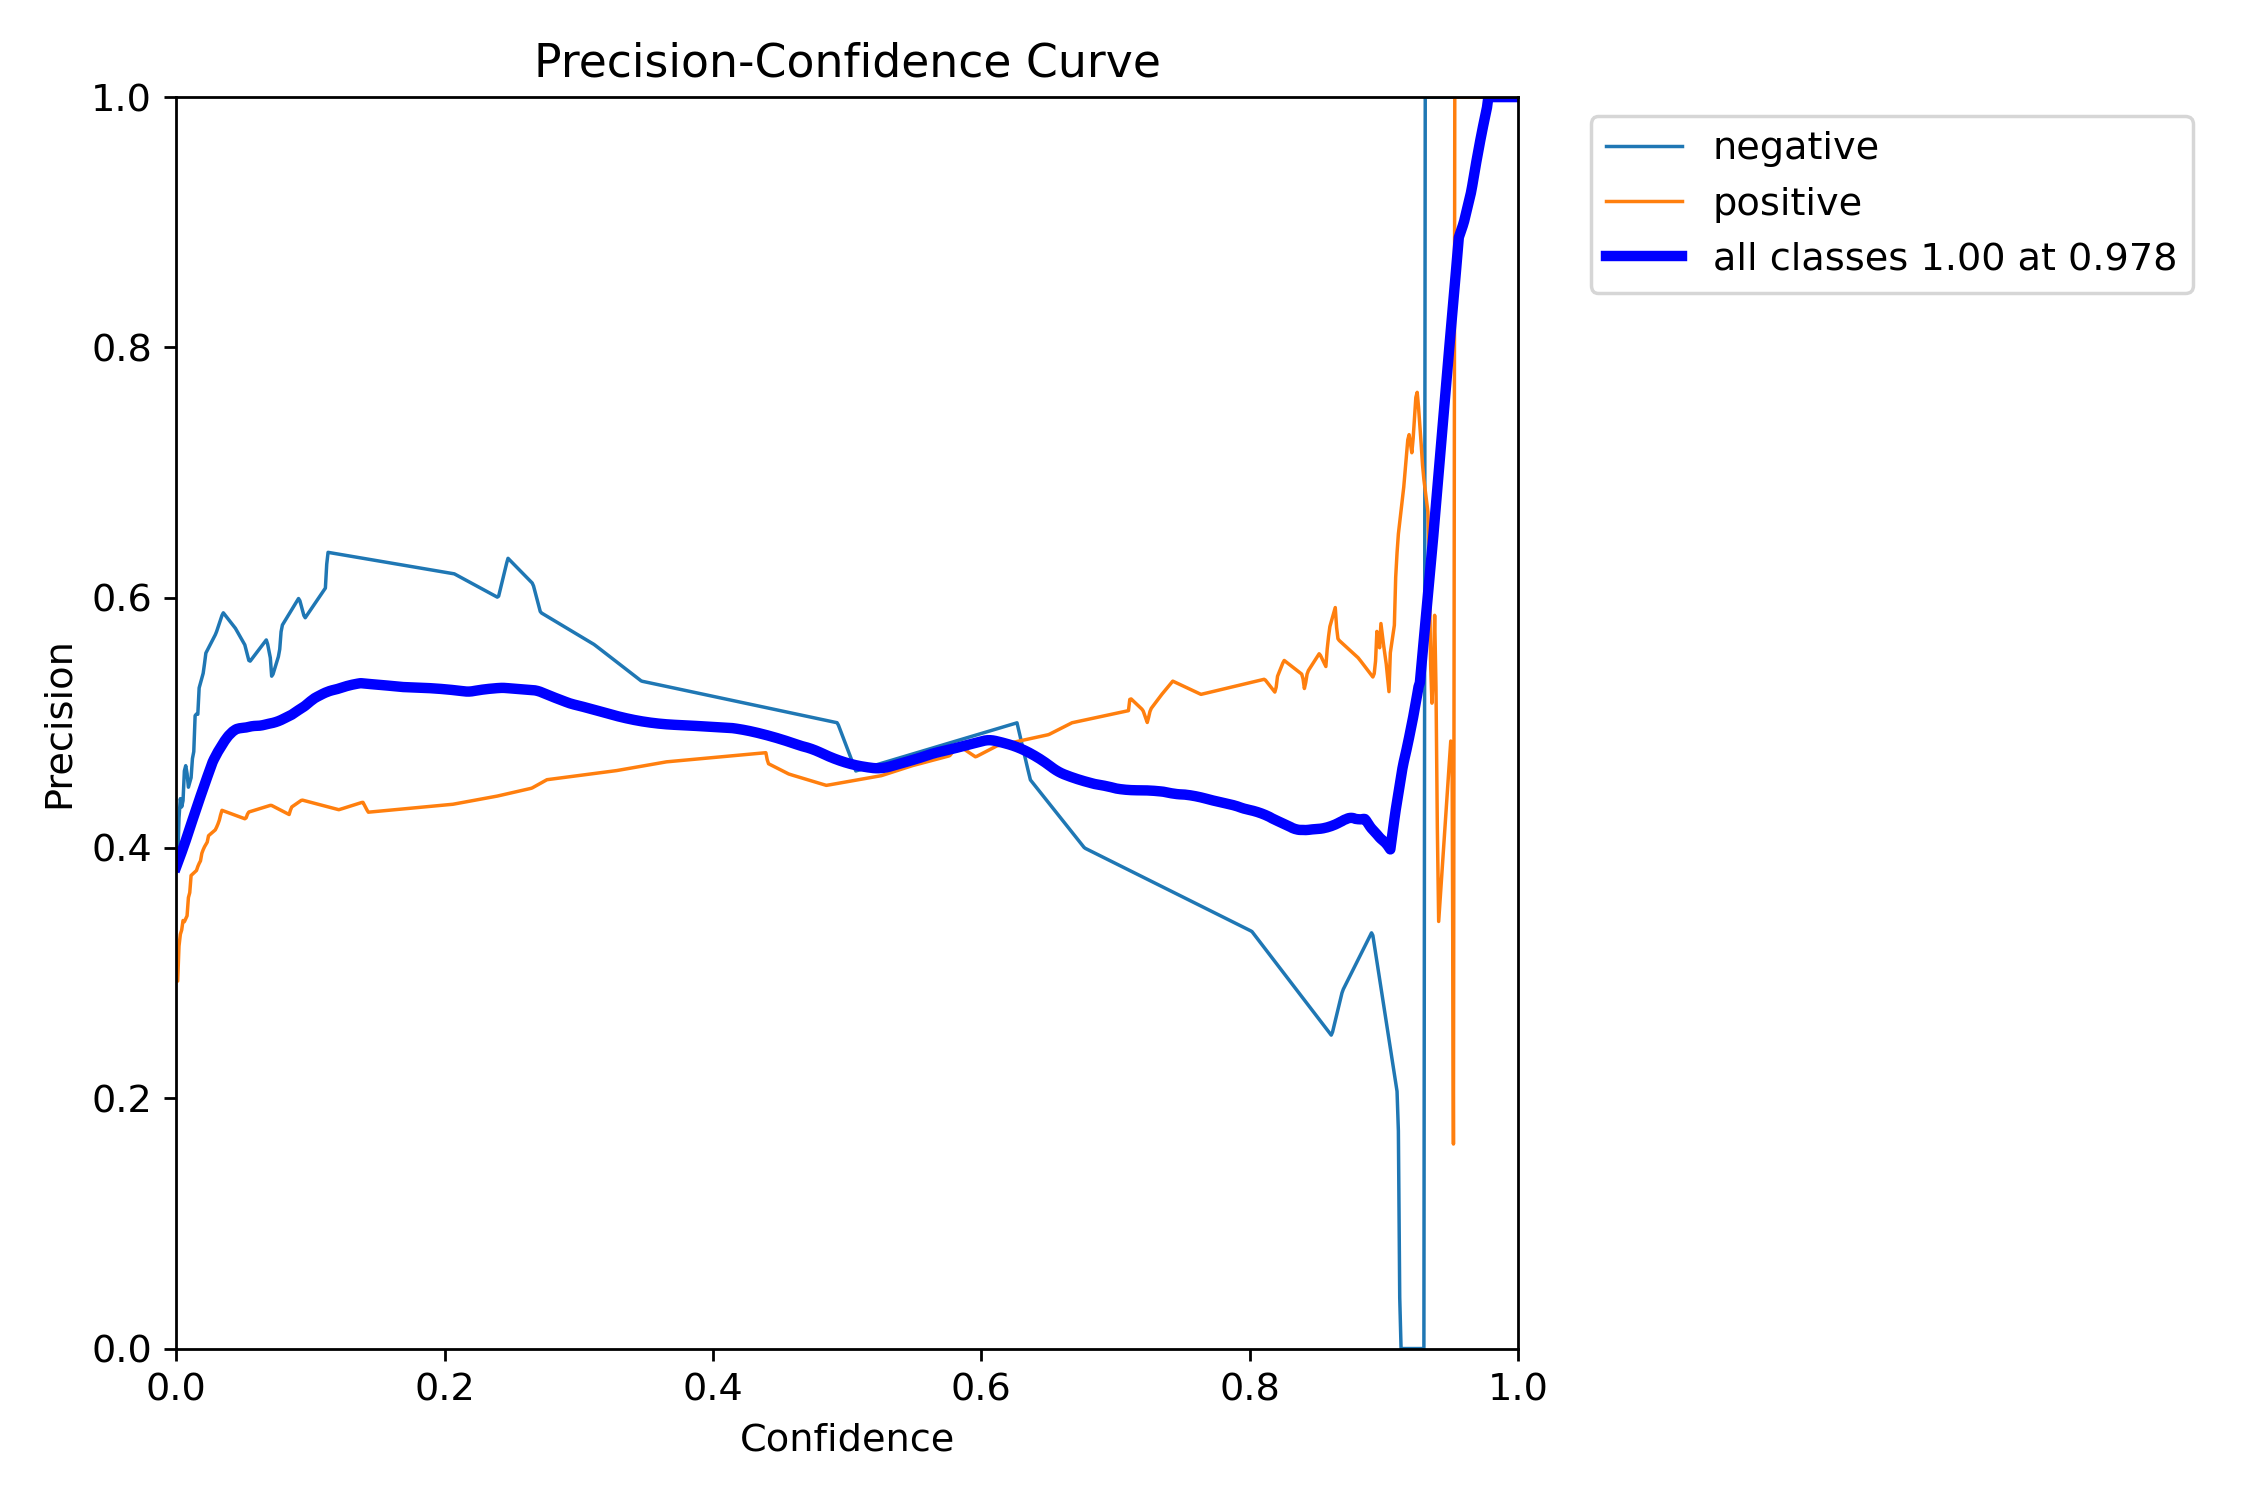 Precision-Confidence Curve
1.0
0.8
0.6
0.4
0.2
0.0
Precision
0.0 0.2 0.4 0.6 0.8 1.0
Confidence
negative
positive
all classes 1.00 at 0.978